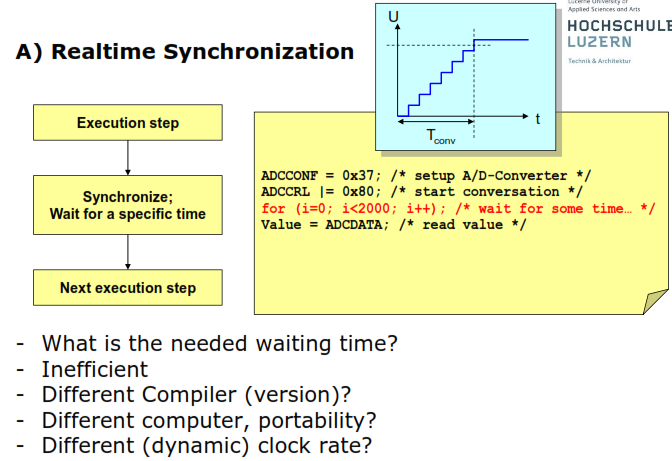 Lucerne University of
Applied Sciences and Arts
HOCHSCHULE
LUZERN
Technik & Architektur
A) Realtime Synchronization
U
t
Tconv
Execution step
Synchronize;
Wait for a specific time
Next execution step
ADCCONF = 0x37; /* setup A/D-Converter */
ADCCRL |= 0x80; /* start conversation */
for (i=0; i<2000; i++); /* wait for some time… */
Value = ADCDATA; /* read value */
- What is the needed waiting time?
- Inefficient
- Different Compiler (version)?
- Different computer, portability?
- Different (dynamic) clock rate?